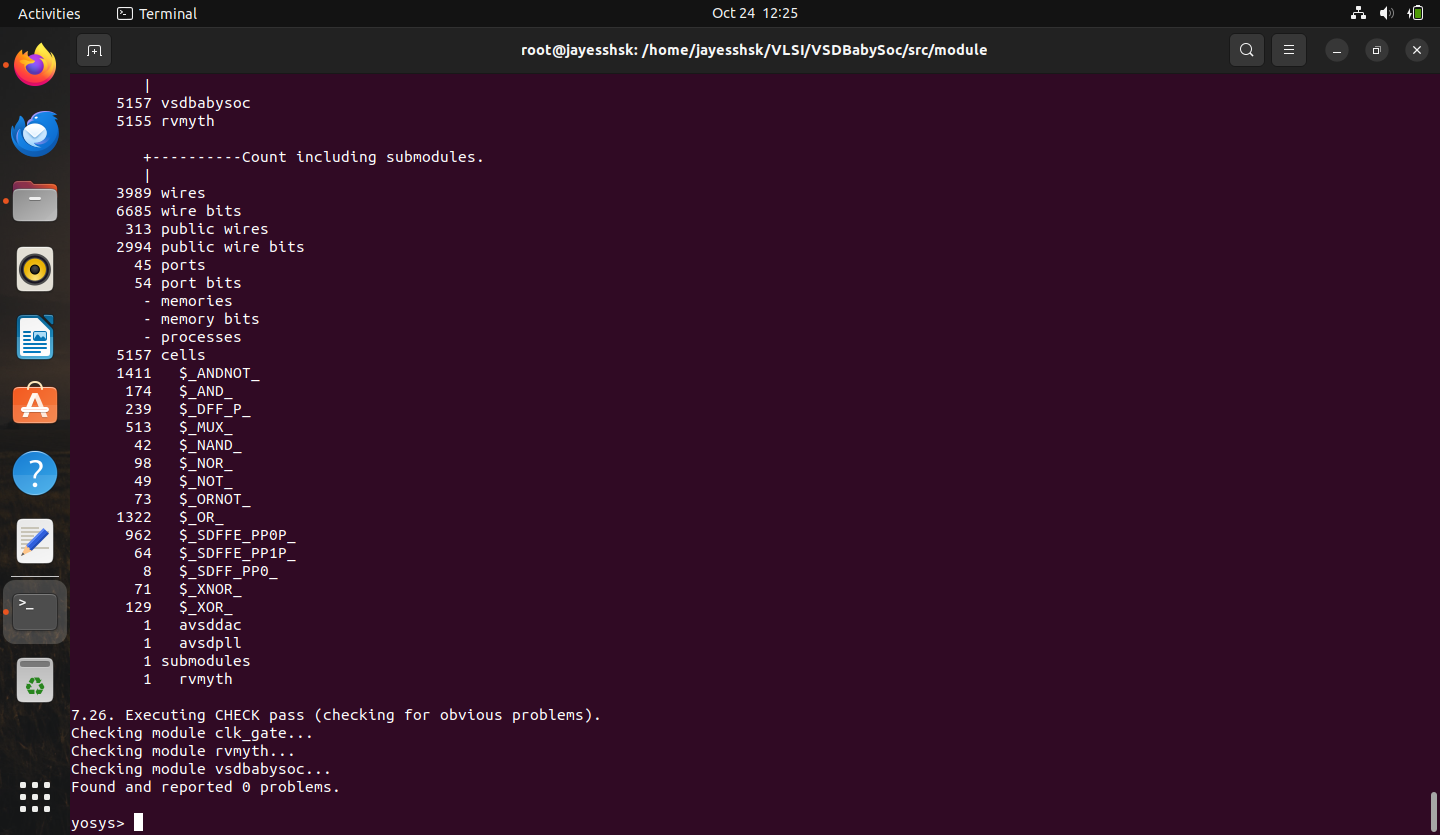 Activities
Terminal
Oct 24 12:25
root@jayesshsk: /home/jayesshsk/VLSI/VSDBabySoc/src/module
|
5157 vsdbabysoc
5155 rvmyth
+----------Count including submodules.
|
3989 wires
6685 wire bits
313 public wires
2994 public wire bits
45 ports
54 port bits
- memories
- memory bits
- processes
5157 cells
1411   $_ANDNOT_
174   $_AND_
239   $_DFF_P_
513   $_MUX_
42   $_NAND_
98   $_NOR_
49   $_NOT_
73   $_ORNOT_
1322   $_OR_
962   $_SDFFE_PP0P_
64   $_SDFFE_PP1P_
8   $_SDFF_PP0_
71   $_XNOR_
129   $_XOR_
1   avsddac
1   avsdpll
1 submodules
1   rvmyth
7.26. Executing CHECK pass (checking for obvious problems).
Checking module clk_gate...
Checking module rvmyth...
Checking module vsdbabysoc...
Found and reported 0 problems.
yosys>